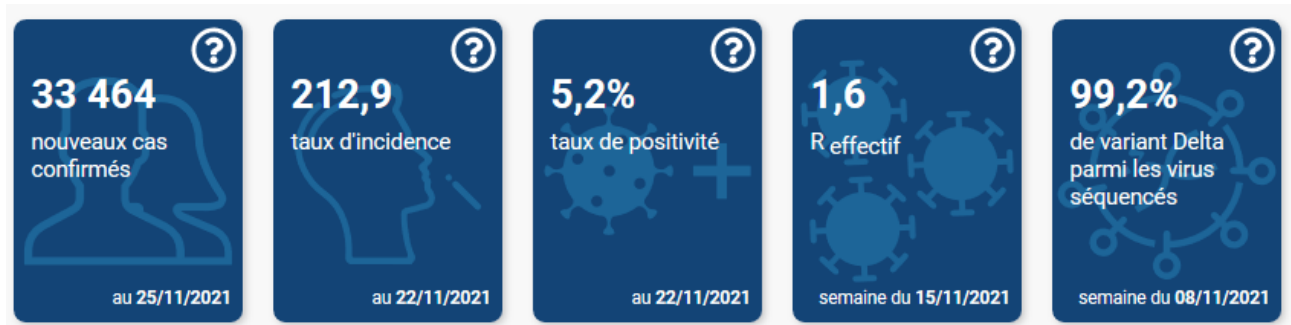 ?
33 464
nouveaux cas
confirmés
au 25/11/2021
?
212,9
taux d'incidence
au 22/11/2021
?
5,2%
taux de positivité
au 22/11/2021
?
1,6
R effectif
semaine du 15/11/2021
?
99,2%
de variant Delta
parmi les virus
séquencés
semaine du 08/11/2021